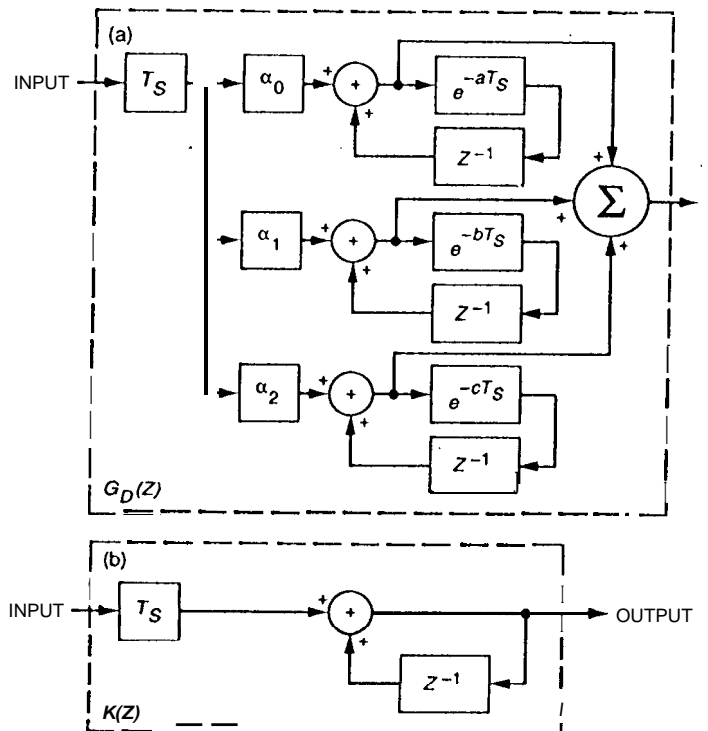 (a)
INPUT
T_S
α_0
+
+
+
e^{-aT_S}
Z^{-1}
+
Σ
+
+
α_1
+
+
+
e^{-bT_S}
Z^{-1}
α_2
+
+
+
e^{-cT_S}
Z^{-1}
G_D(Z)
(b)
INPUT
T_S
+
+
+
OUTPUT
Z^{-1}
K(Z)